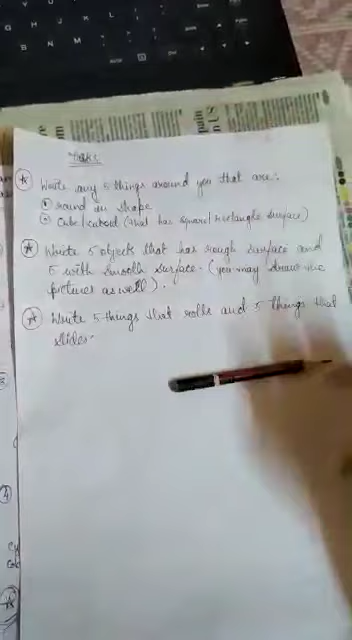 Task:
★ Write any 5 things around you that are:
① round in shape
② Cube/cuboid (that has square/rectangle surface)
★ Write 5 objects that has rough surface and
5 with smooth surface. (you may draw the
pictures as well).
★ Write 5 things that rolls and 5 things that
slides.